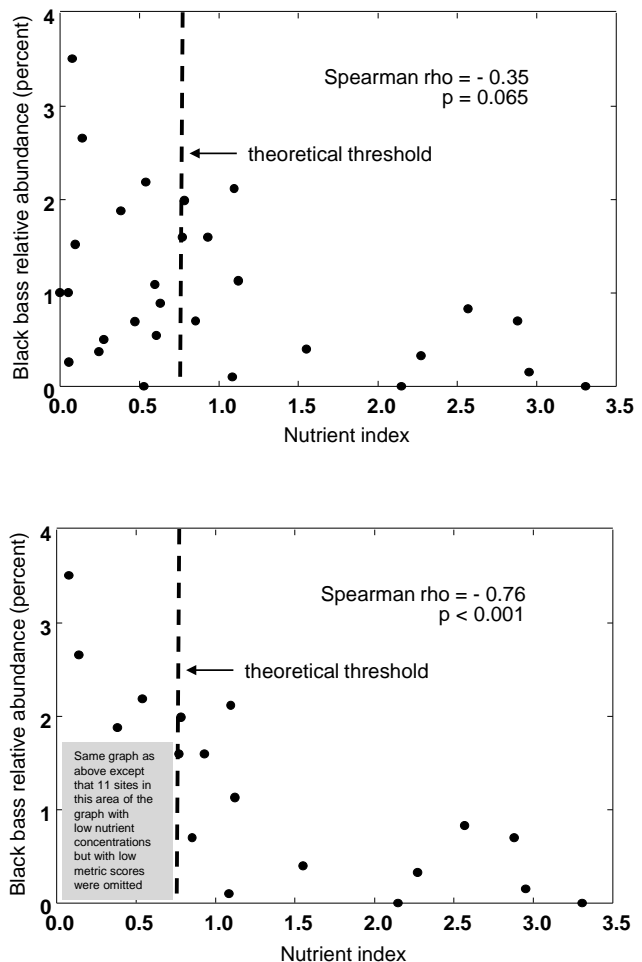 4
3
2
1
0
Black bass relative abundance (percent)
Spearman rho = - 0.35
p = 0.065
theoretical threshold
0.0 0.5 1.0 1.5 2.0 2.5 3.0 3.5
Nutrient index
4
3
2
1
0
Black bass relative abundance (percent)
Spearman rho = - 0.76
p < 0.001
theoretical threshold
Same graph as
above except
that 11 sites in
this area of the
graph with
low nutrient
concentrations
but with low
metric scores
were omitted
0.0 0.5 1.0 1.5 2.0 2.5 3.0 3.5
Nutrient index